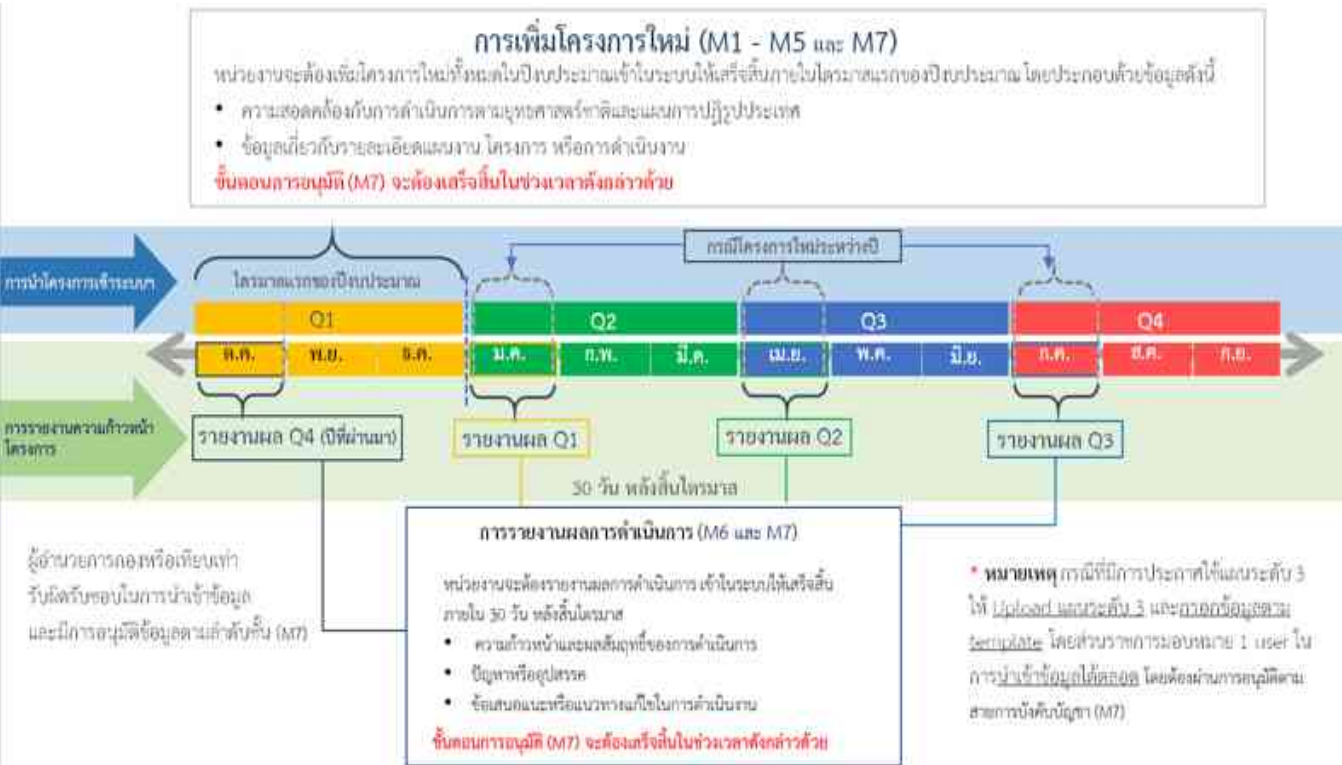 การเพิ่มโครงการใหม่ (M1 - M5 และ M7)
หน่วยงานจะต้องเพิ่มโครงการใหม่ทั้งหมดในปีงบประมาณเข้าในระบบให้เสร็จสิ้นภายในไตรมาสแรกของปีงบประมาณ โดยประกอบด้วยข้อมูลดังนี้
• ความสอดคล้องกับการดำเนินการตามยุทธศาสตร์ชาติและแผนการปฏิรูปประเทศ
• ข้อมูลเกี่ยวกับรายละเอียดแผนงาน โครงการ หรือการดำเนินงาน
ขั้นตอนการอนุมัติ (M7) จะต้องเสร็จสิ้นในช่วงเวลาดังกล่าวด้วย
กรณีโครงการใหม่ระหว่างปี
การนำโครงการเข้าระบบฯ
ไตรมาสแรกของปีงบประมาณ
Q1 Q2 Q3 Q4
ต.ค. พ.ย. ธ.ค. ม.ค. ก.พ. มี.ค. เม.ย. พ.ค. มิ.ย. ก.ค. ส.ค. ก.ย.
การรายงานความก้าวหน้า
โครงการ
รายงานผล Q4 (ปีที่ผ่านมา)
รายงานผล Q1
รายงานผล Q2
รายงานผล Q3
30 วัน หลังสิ้นไตรมาส
ผู้อำนวยการกองหรือเทียบเท่า
รับผิดรับชอบในการนำเข้าข้อมูล
และมีการอนุมัติข้อมูลตามลำดับขั้น (M7)
การรายงานผลการดำเนินการ (M6 และ M7)
หน่วยงานจะต้องรายงานผลการดำเนินการ เข้าในระบบให้เสร็จสิ้น
ภายใน 30 วัน หลังสิ้นไตรมาส
• ความก้าวหน้าและผลสัมฤทธิ์ของการดำเนินการ
• ปัญหาหรืออุปสรรค
• ข้อเสนอแนะหรือแนวทางแก้ไขในการดำเนินงาน
ขั้นตอนการอนุมัติ (M7) จะต้องเสร็จสิ้นในช่วงเวลาดังกล่าวด้วย
* หมายเหตุ กรณีที่มีการประกาศใช้แผนระดับ 3
ให้ Upload แผนระดับ 3 และกรอกข้อมูลตาม
template โดยส่วนราชการมอบหมาย 1 user ใน
การนำเข้าข้อมูลได้ตลอด โดยต้องผ่านการอนุมัติตาม
สายการบังคับบัญชา (M7)